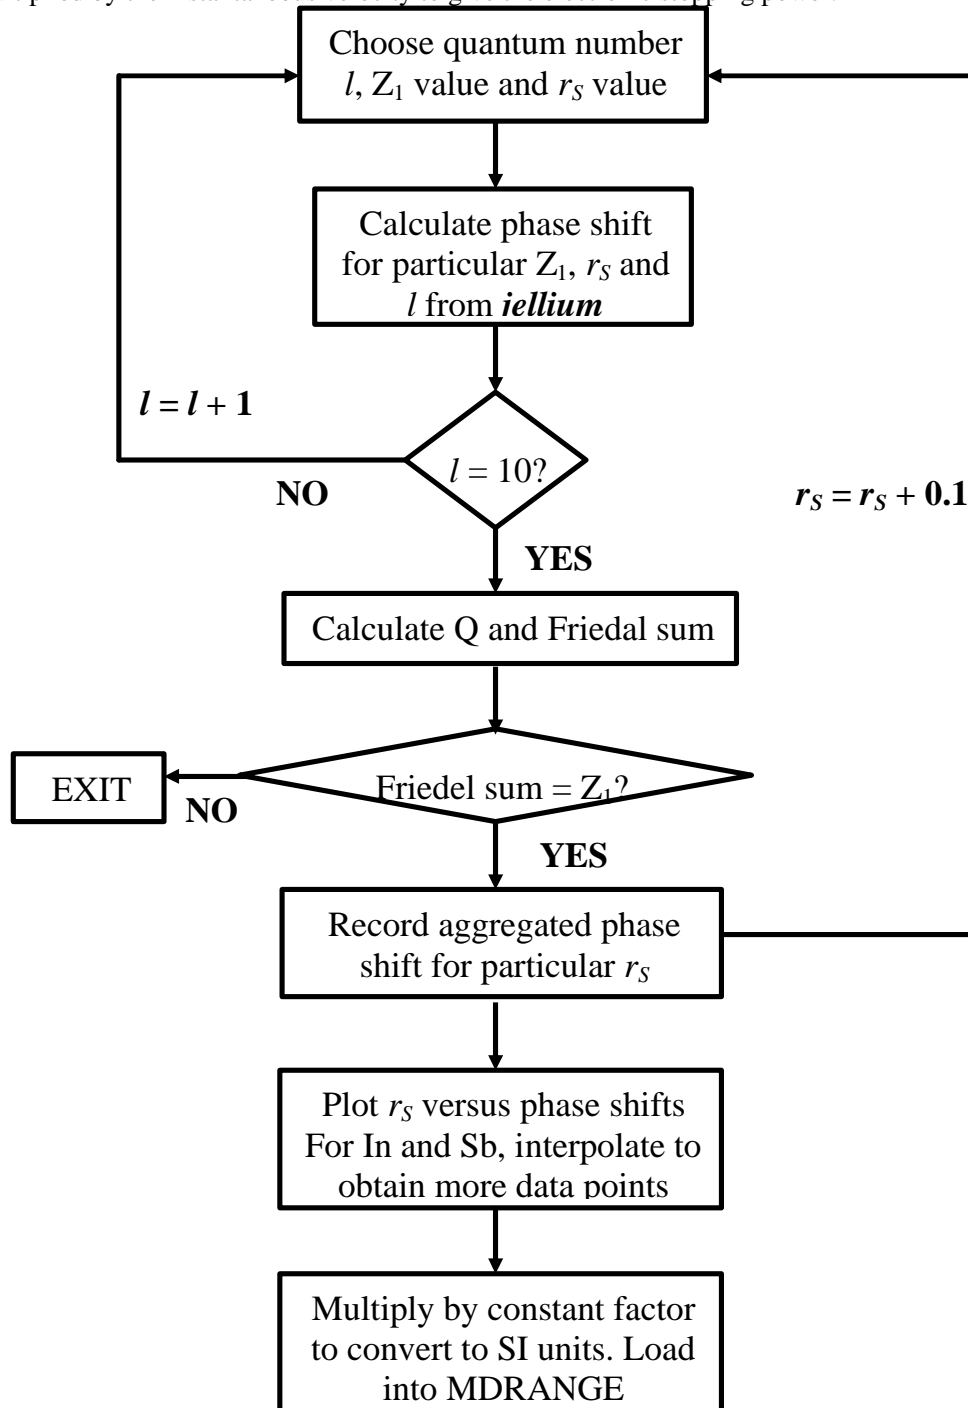 Choose quantum number
l, Z₁ value and rS value
Calculate phase shift
for particular Z₁, rS and
l from iellium
l = l + 1
l = 10?
NO
rS = rS + 0.1
YES
Calculate Q and Friedal sum
Friedel sum = Z₁?
EXIT
NO
YES
Record aggregated phase
shift for particular rS
Plot rS versus phase shifts
For In and Sb, interpolate to
obtain more data points
Multiply by constant factor
to convert to SI units. Load
into MDRANGE